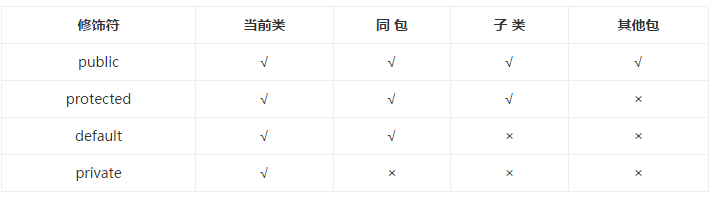 修饰符 当前类 同 包 子 类 其他包
public √ √ √ √
protected √ √ √ ×
default √ √ × ×
private √ × × ×